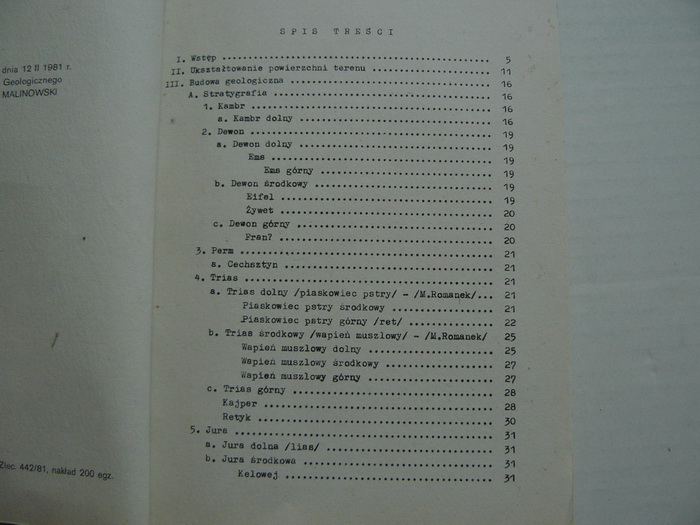 dnia 12 II 1981 r.
Geologicznego
MALINOWSKI
Zlec. 442/81, nakład 200 egz.
SPIS TREŚCI
I. Wstęp 5
II. Ukształtowanie powierzchni terenu 11
III. Budowa geologiczna 16
A. Stratygrafia 16
1. Kambr 16
a. Kambr dolny 16
2. Dewon 19
a. Dewon dolny 19
Ems 19
Ems górny 19
b. Dewon środkowy 19
Eifel 19
Żywet 20
c. Dewon górny 20
Fran? 20
3. Perm 21
a. Cechsztyn 21
4. Trias 21
a. Trias dolny /piaskowiec pstry/ - /M.Romanek/... 21
Piaskowiec pstry środkowy 21
Piaskowiec pstry górny /ret/ 22
b. Trias środkowy /wapień muszlowy/ - /M.Romanek/ 25
Wapień muszlowy dolny 25
Wapień muszlowy środkowy 27
Wapień muszlowy górny 27
c. Trias górny 28
Kajper 28
Retyk 30
5. Jura 31
a. Jura dolna /lias/ 31
b. Jura środkowa 31
Kelowej 31